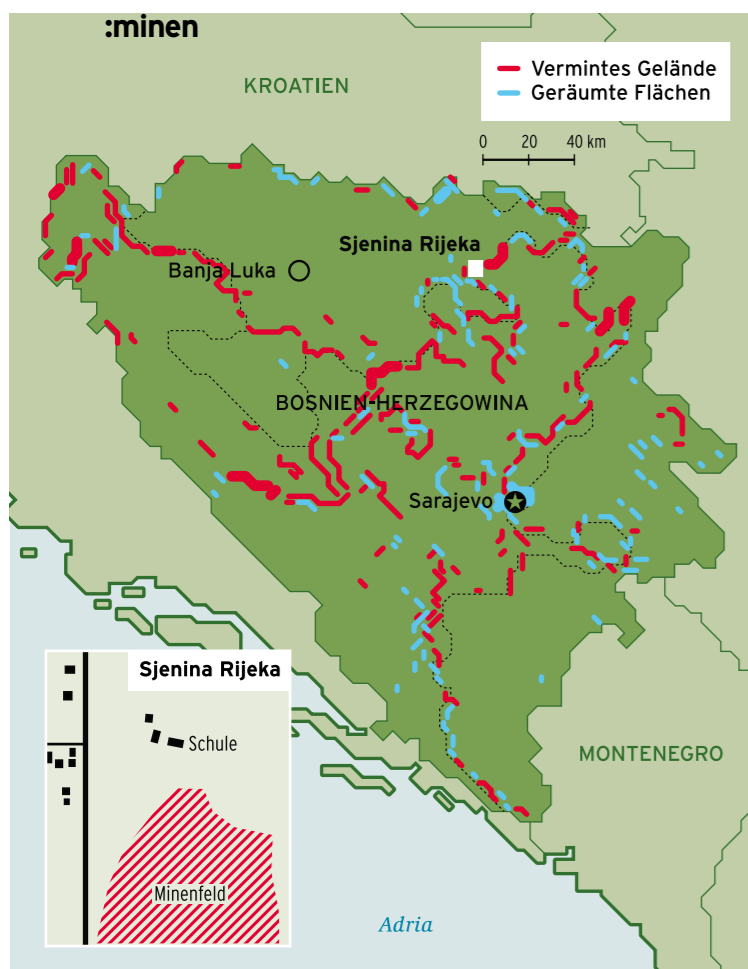 :minen
KROATIEN
Vermintes Gelände
Geräumte Flächen
0 20 40 km
Sjenina Rijeka
Banja Luka
BOSNIEN-HERZEGOWINA
Sarajevo
Sjenina Rijeka
Schule
MONTENEGRO
Minenfeld
Adria